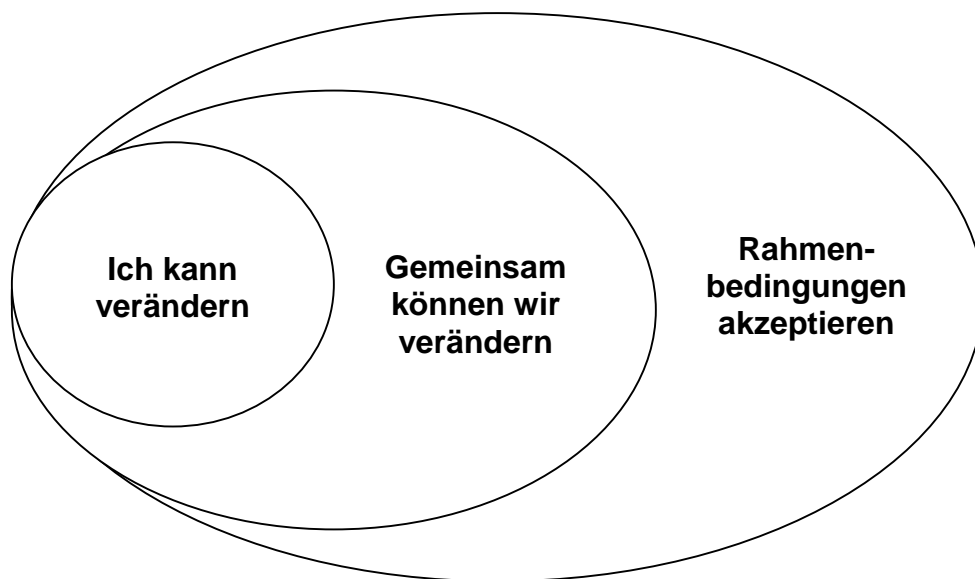 Ich kann
verändern
Gemeinsam
können wir
verändern
Rahmen-
bedingungen
akzeptieren